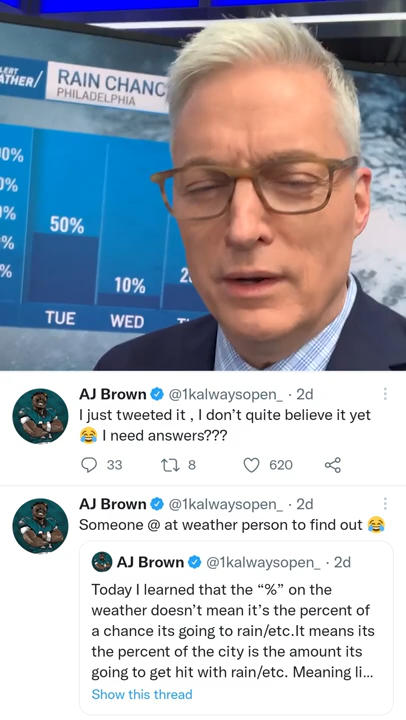 RAIN CHANC
PHILADELPHIA
50%
10%
TUE
WED
AJ Brown @1kalwaysopen_ · 2d
I just tweeted it , I don’t quite believe it yet
😂 I need answers???
33 8 620
AJ Brown @1kalwaysopen_ · 2d
Someone @ at weather person to find out 😂
AJ Brown @1kalwaysopen_ · 2d
Today I learned that the “%” on the
weather doesn’t mean it’s the percent of
a chance its going to rain/etc.It means its
the percent of the city is the amount its
going to get hit with rain/etc. Meaning li...
Show this thread